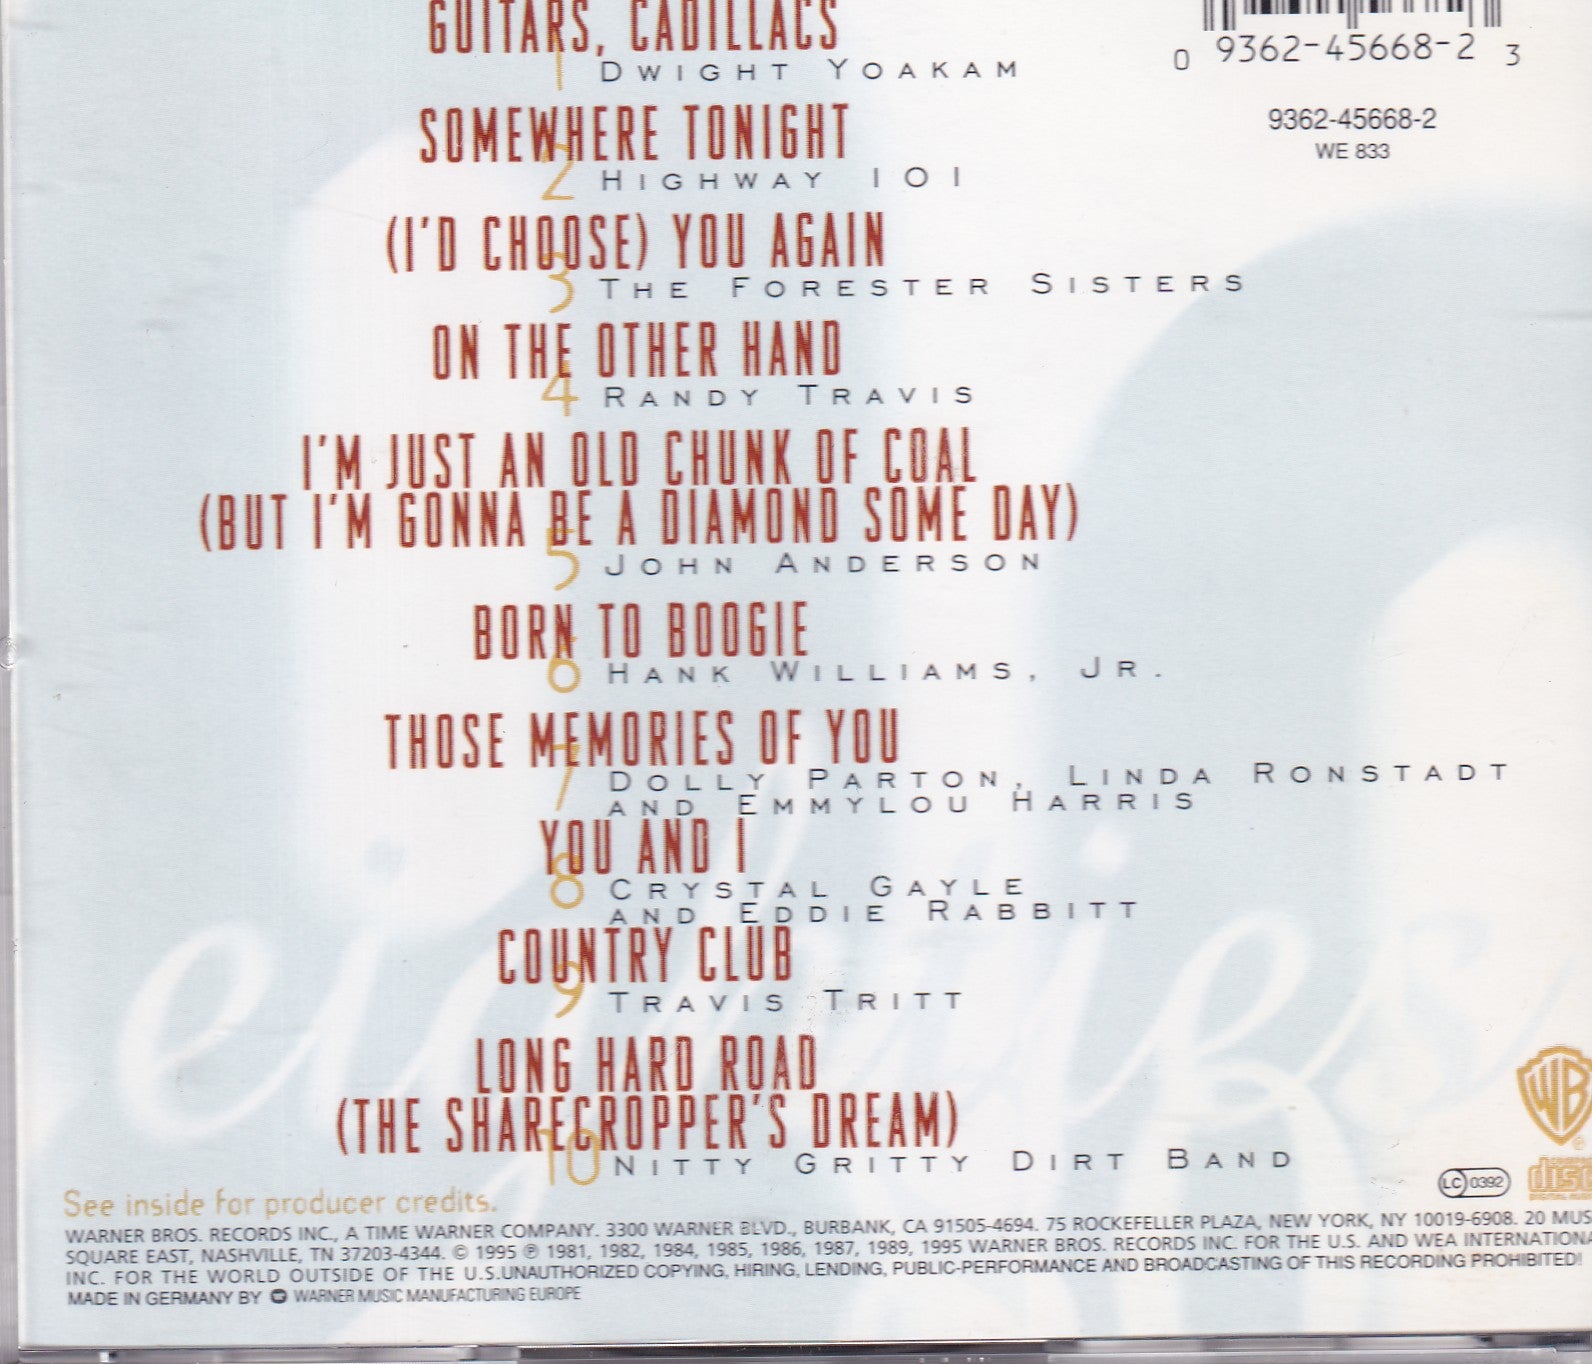 GUITARS, CADILLACS
1 DWIGHT YOAKAM
0 9362-45668-2 3
9362-45668-2
WE 833
SOMEWHERE TONIGHT
2 HIGHWAY 101
(I'D CHOOSE) YOU AGAIN
3 THE FORESTER SISTERS
ON THE OTHER HAND
4 RANDY TRAVIS
I'M JUST AN OLD CHUNK OF COAL
(BUT I'M GONNA BE A DIAMOND SOME DAY)
5 JOHN ANDERSON
BORN TO BOOGIE
6 HANK WILLIAMS, JR.
THOSE MEMORIES OF YOU
7 DOLLY PARTON, LINDA RONSTADT
AND EMMYLOU HARRIS
YOU AND I
8 CRYSTAL GAYLE
AND EDDIE RABBITT
COUNTRY CLUB
9 TRAVIS TRITT
LONG HARD ROAD
(THE SHARECROPPER'S DREAM)
10 NITTY GRITTY DIRT BAND
eighties
WB
LC 0392
disc
DIGITAL AUDIO
See inside for producer credits.
WARNER BROS. RECORDS INC., A TIME WARNER COMPANY. 3300 WARNER BLVD., BURBANK, CA 91505-4694. 75 ROCKEFELLER PLAZA, NEW YORK, NY 10019-6908. 20 MUS
SQUARE EAST, NASHVILLE, TN 37203-4344. © 1995 ℗ 1981, 1982, 1984, 1985, 1986, 1987, 1989, 1995 WARNER BROS. RECORDS INC. FOR THE U.S. AND WEA INTERNATIONA
INC. FOR THE WORLD OUTSIDE OF THE U.S. UNAUTHORIZED COPYING, HIRING, LENDING, PUBLIC-PERFORMANCE AND BROADCASTING OF THIS RECORDING PROHIBITED!
MADE IN GERMANY BY WARNER MUSIC MANUFACTURING EUROPE